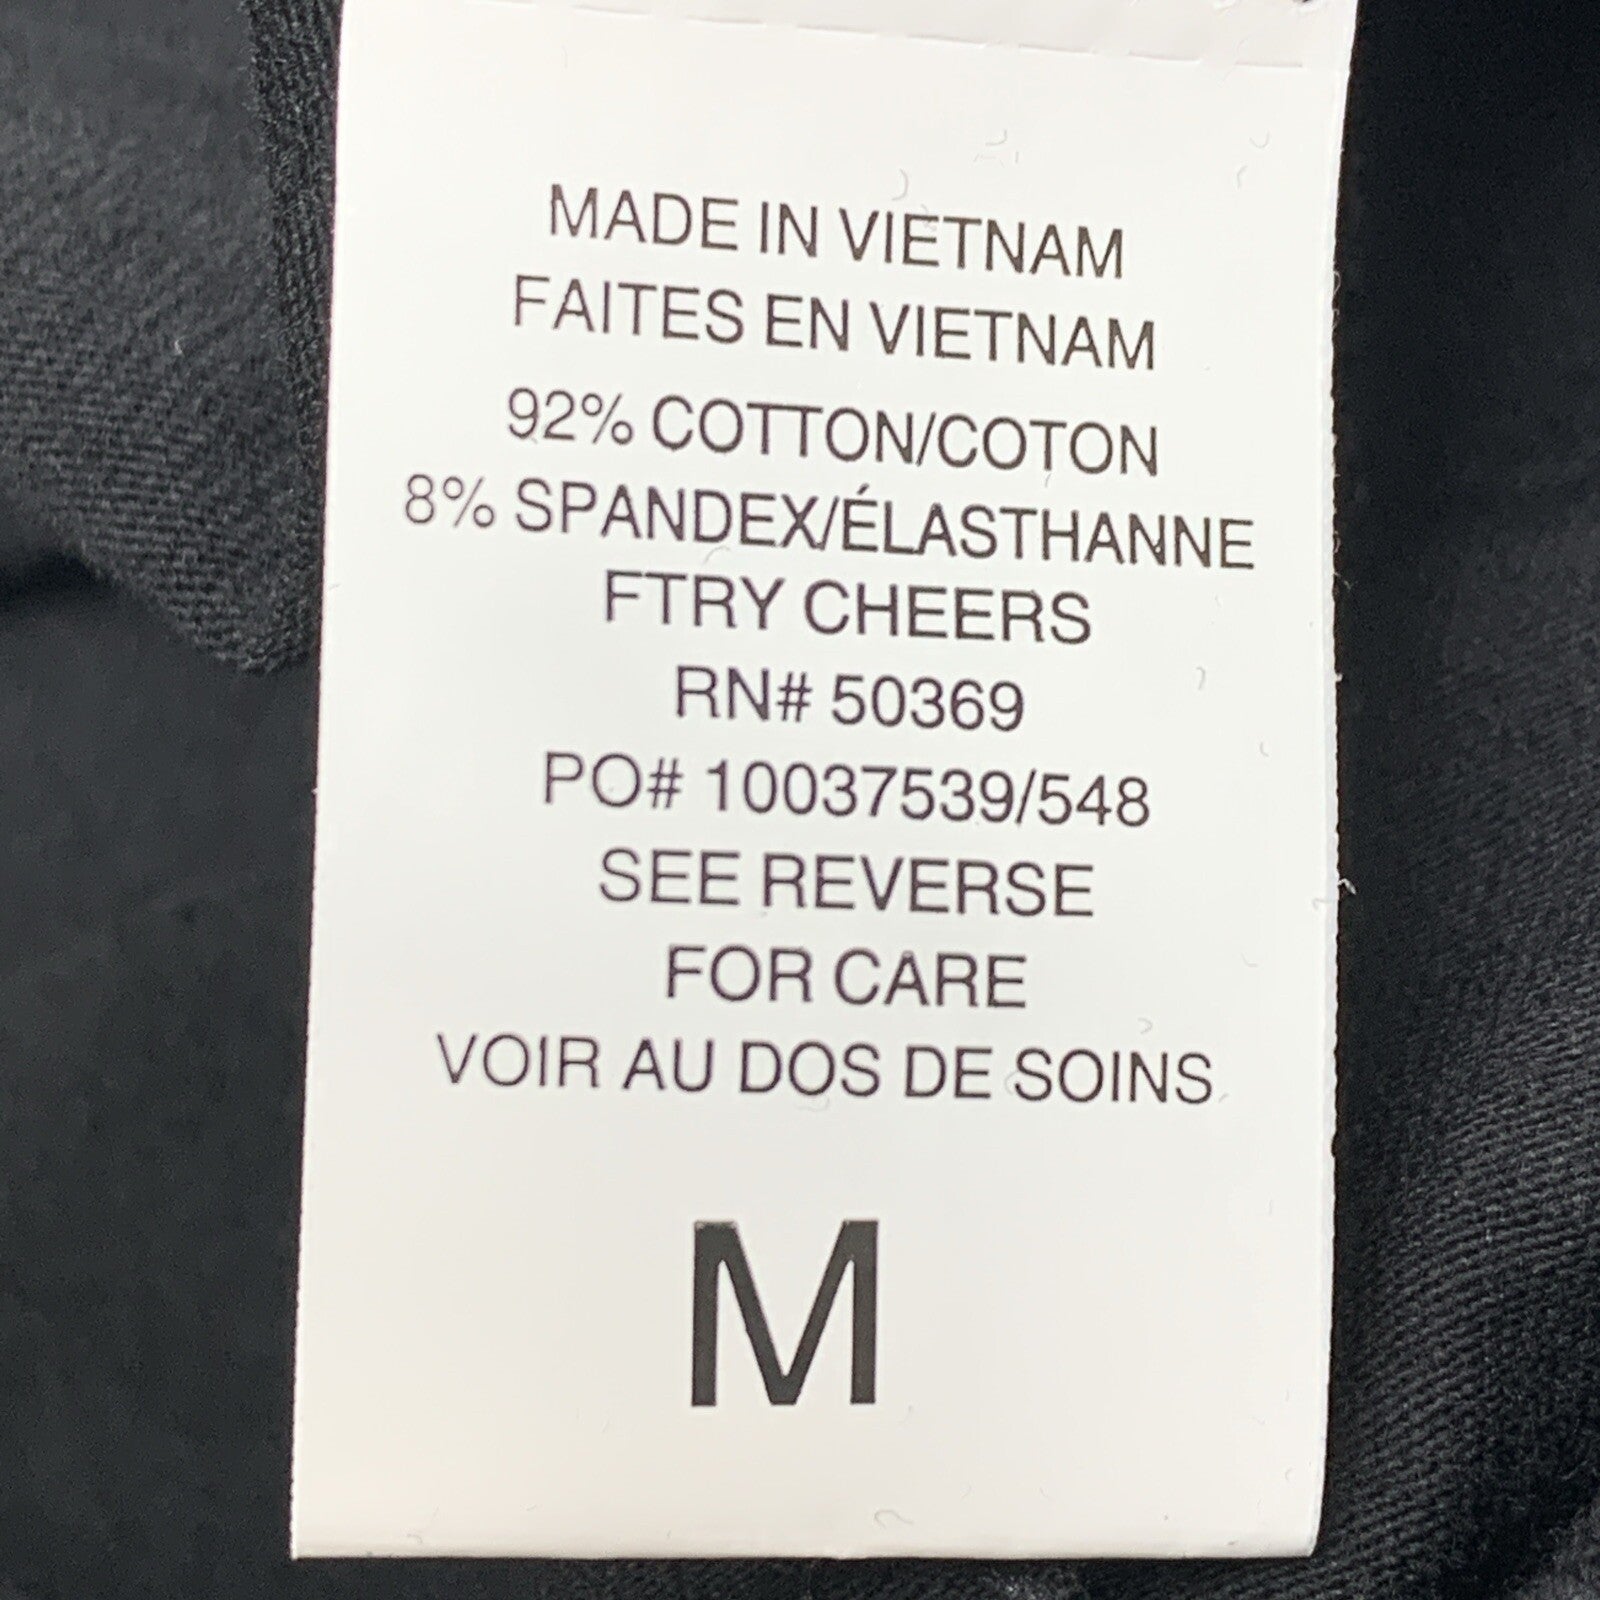 MADE IN VIETNAM
FAITES EN VIETNAM
92% COTTON/COTON
8% SPANDEX/ÉLASTHANNE
FTRY CHEERS
RN# 50369
PO# 10037539/548
SEE REVERSE
FOR CARE
VOIR AU DOS DE SOINS
M